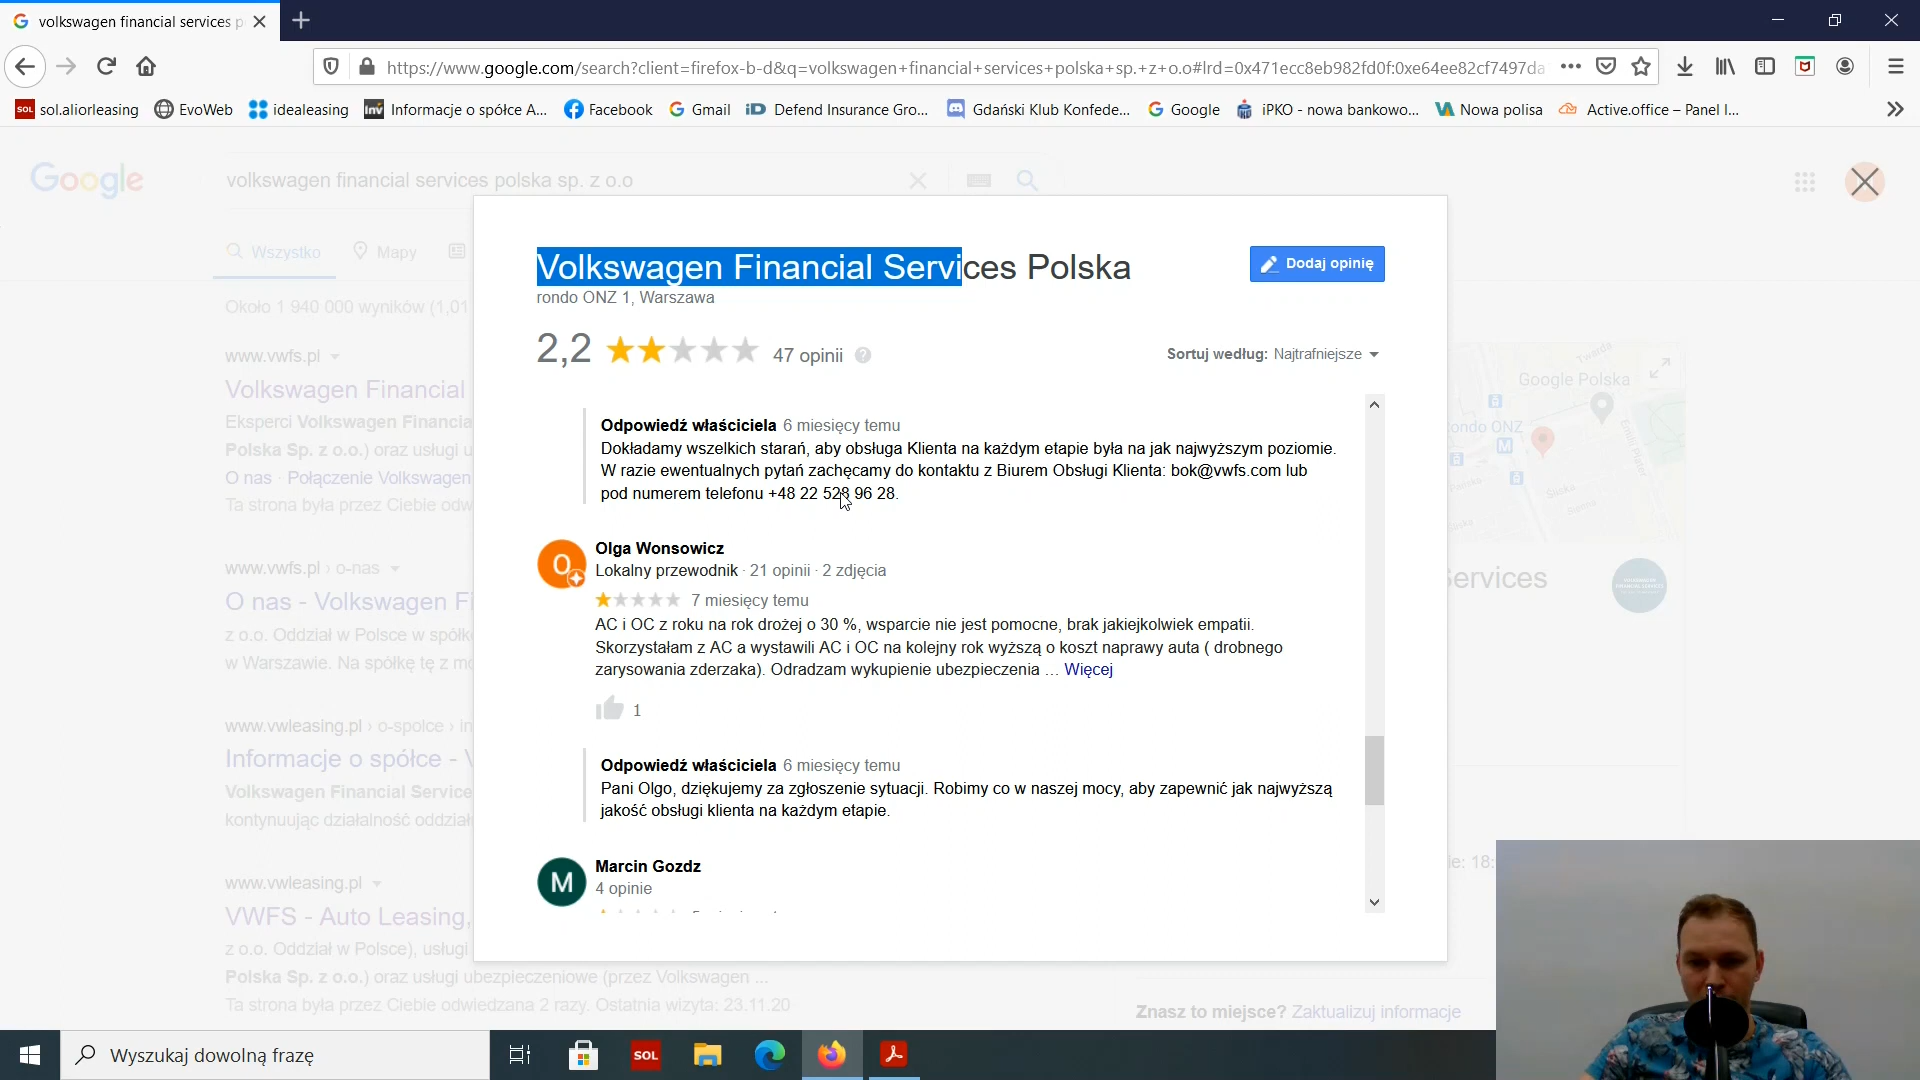 volkswagen financial services p
https://www.google.com/search?client=firefox-b-d&q=volkswagen+financial+services+polska+sp.+z+o.o#lrd=0x471ecc8eb982fd0f:0xe64ee82cf7497da
sol.aliorleasing
EvoWeb
idealeasing
Informacje o spółce A...
Facebook
Gmail
Defend Insurance Gro...
Gdański Klub Konfede...
Google
iPKO - nowa bankowo...
Nowa polisa
Active.office – Panel I...
Google
volkswagen financial services polska sp. z o.o
Wszystko
Mapy
Około 1 940 000 wyników (1,01
www.vwfs.pl
Volkswagen Financial
Eksperci Volkswagen Financia
Polska Sp. z o.o.) oraz usługi u
O nas · Połączenie Volkswagen
Ta strona była przez Ciebie odw
www.vwfs.pl › o-nas
O nas - Volkswagen Fi
z o.o. Oddział w Polsce w spółk
w Warszawie. Na spółkę tę z mo
www.vwleasing.pl › o-spolce › in
Informacje o spółce - V
Volkswagen Financial Service
kontynuując działalność oddział
www.vwleasing.pl
VWFS - Auto Leasing,
z o.o. Oddział w Polsce), usługi
Polska Sp. z o.o.) oraz usługi ubezpieczeniowe (przez Volkswagen ...
Ta strona była przez Ciebie odwiedzana 2 razy. Ostatnia wizyta: 23.11.20
Volkswagen Financial Services Polska
rondo ONZ 1, Warszawa
Dodaj opinię
2,2
47 opinii
Sortuj według: Najtrafniejsze
Odpowiedź właściciela 6 miesięcy temu
Dokładamy wszelkich starań, aby obsługa Klienta na każdym etapie była na jak najwyższym poziomie.
W razie ewentualnych pytań zachęcamy do kontaktu z Biurem Obsługi Klienta: bok@vwfs.com lub
pod numerem telefonu +48 22 528 96 28.
O
Olga Wonsowicz
Lokalny przewodnik · 21 opinii · 2 zdjęcia
7 miesięcy temu
AC i OC z roku na rok drożej o 30 %, wsparcie nie jest pomocne, brak jakiejkolwiek empatii.
Skorzystałam z AC a wystawili AC i OC na kolejny rok wyższą o koszt naprawy auta ( drobnego
zarysowania zderzaka). Odradzam wykupienie ubezpieczenia ... Więcej
1
Odpowiedź właściciela 6 miesięcy temu
Pani Olgo, dziękujemy za zgłoszenie sytuacji. Robimy co w naszej mocy, aby zapewnić jak najwyższą
jakość obsługi klienta na każdym etapie.
M
Marcin Gozdz
4 opinie
Twarda
Google Polska
ondo ONZ
M
Emilii Plater
Śliska
Sienna
Pańska
Services
ie: 18:
Znasz to miejsce? Zaktualizuj informacje
Wyszukaj dowolną frazę
SOL